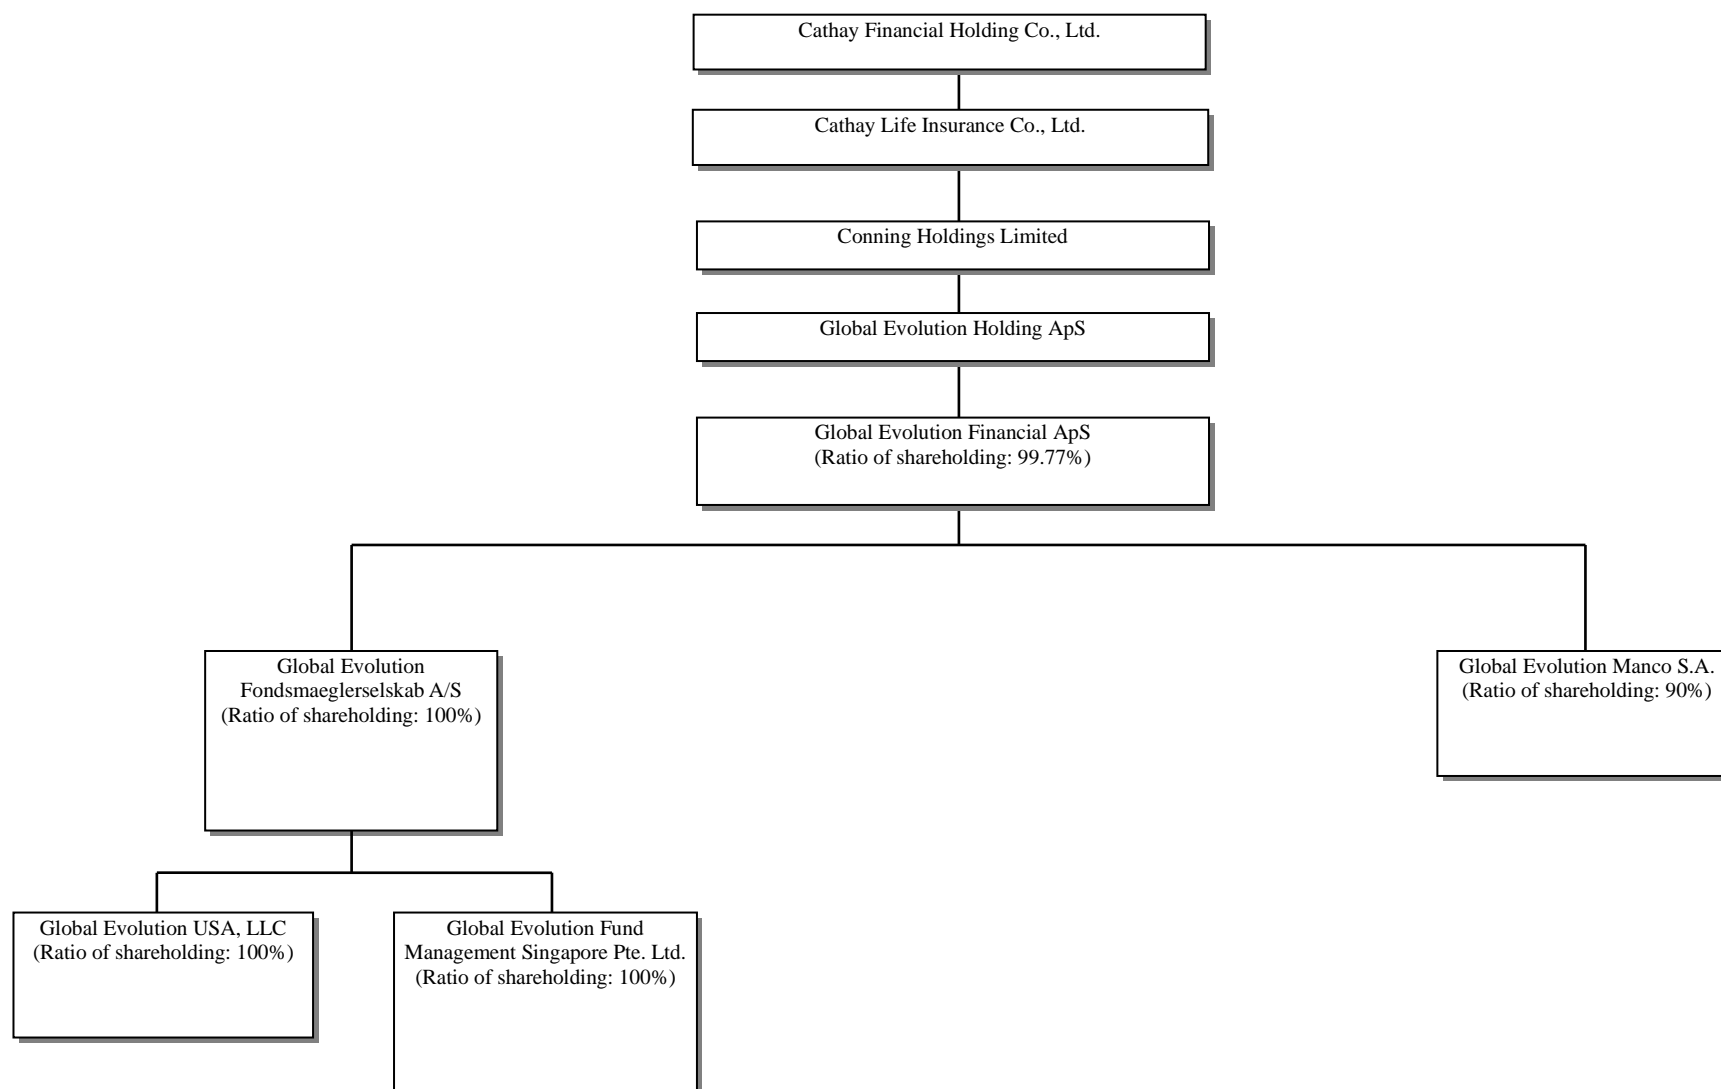 Cathay Financial Holding Co., Ltd.
Cathay Life Insurance Co., Ltd.
Conning Holdings Limited
Global Evolution Holding ApS
Global Evolution Financial ApS
(Ratio of shareholding: 99.77%)
Global Evolution
Fondsmaeglerselskab A/S
(Ratio of shareholding: 100%)
Global Evolution Manco S.A.
(Ratio of shareholding: 90%)
Global Evolution USA, LLC
(Ratio of shareholding: 100%)
Global Evolution Fund
Management Singapore Pte. Ltd.
(Ratio of shareholding: 100%)